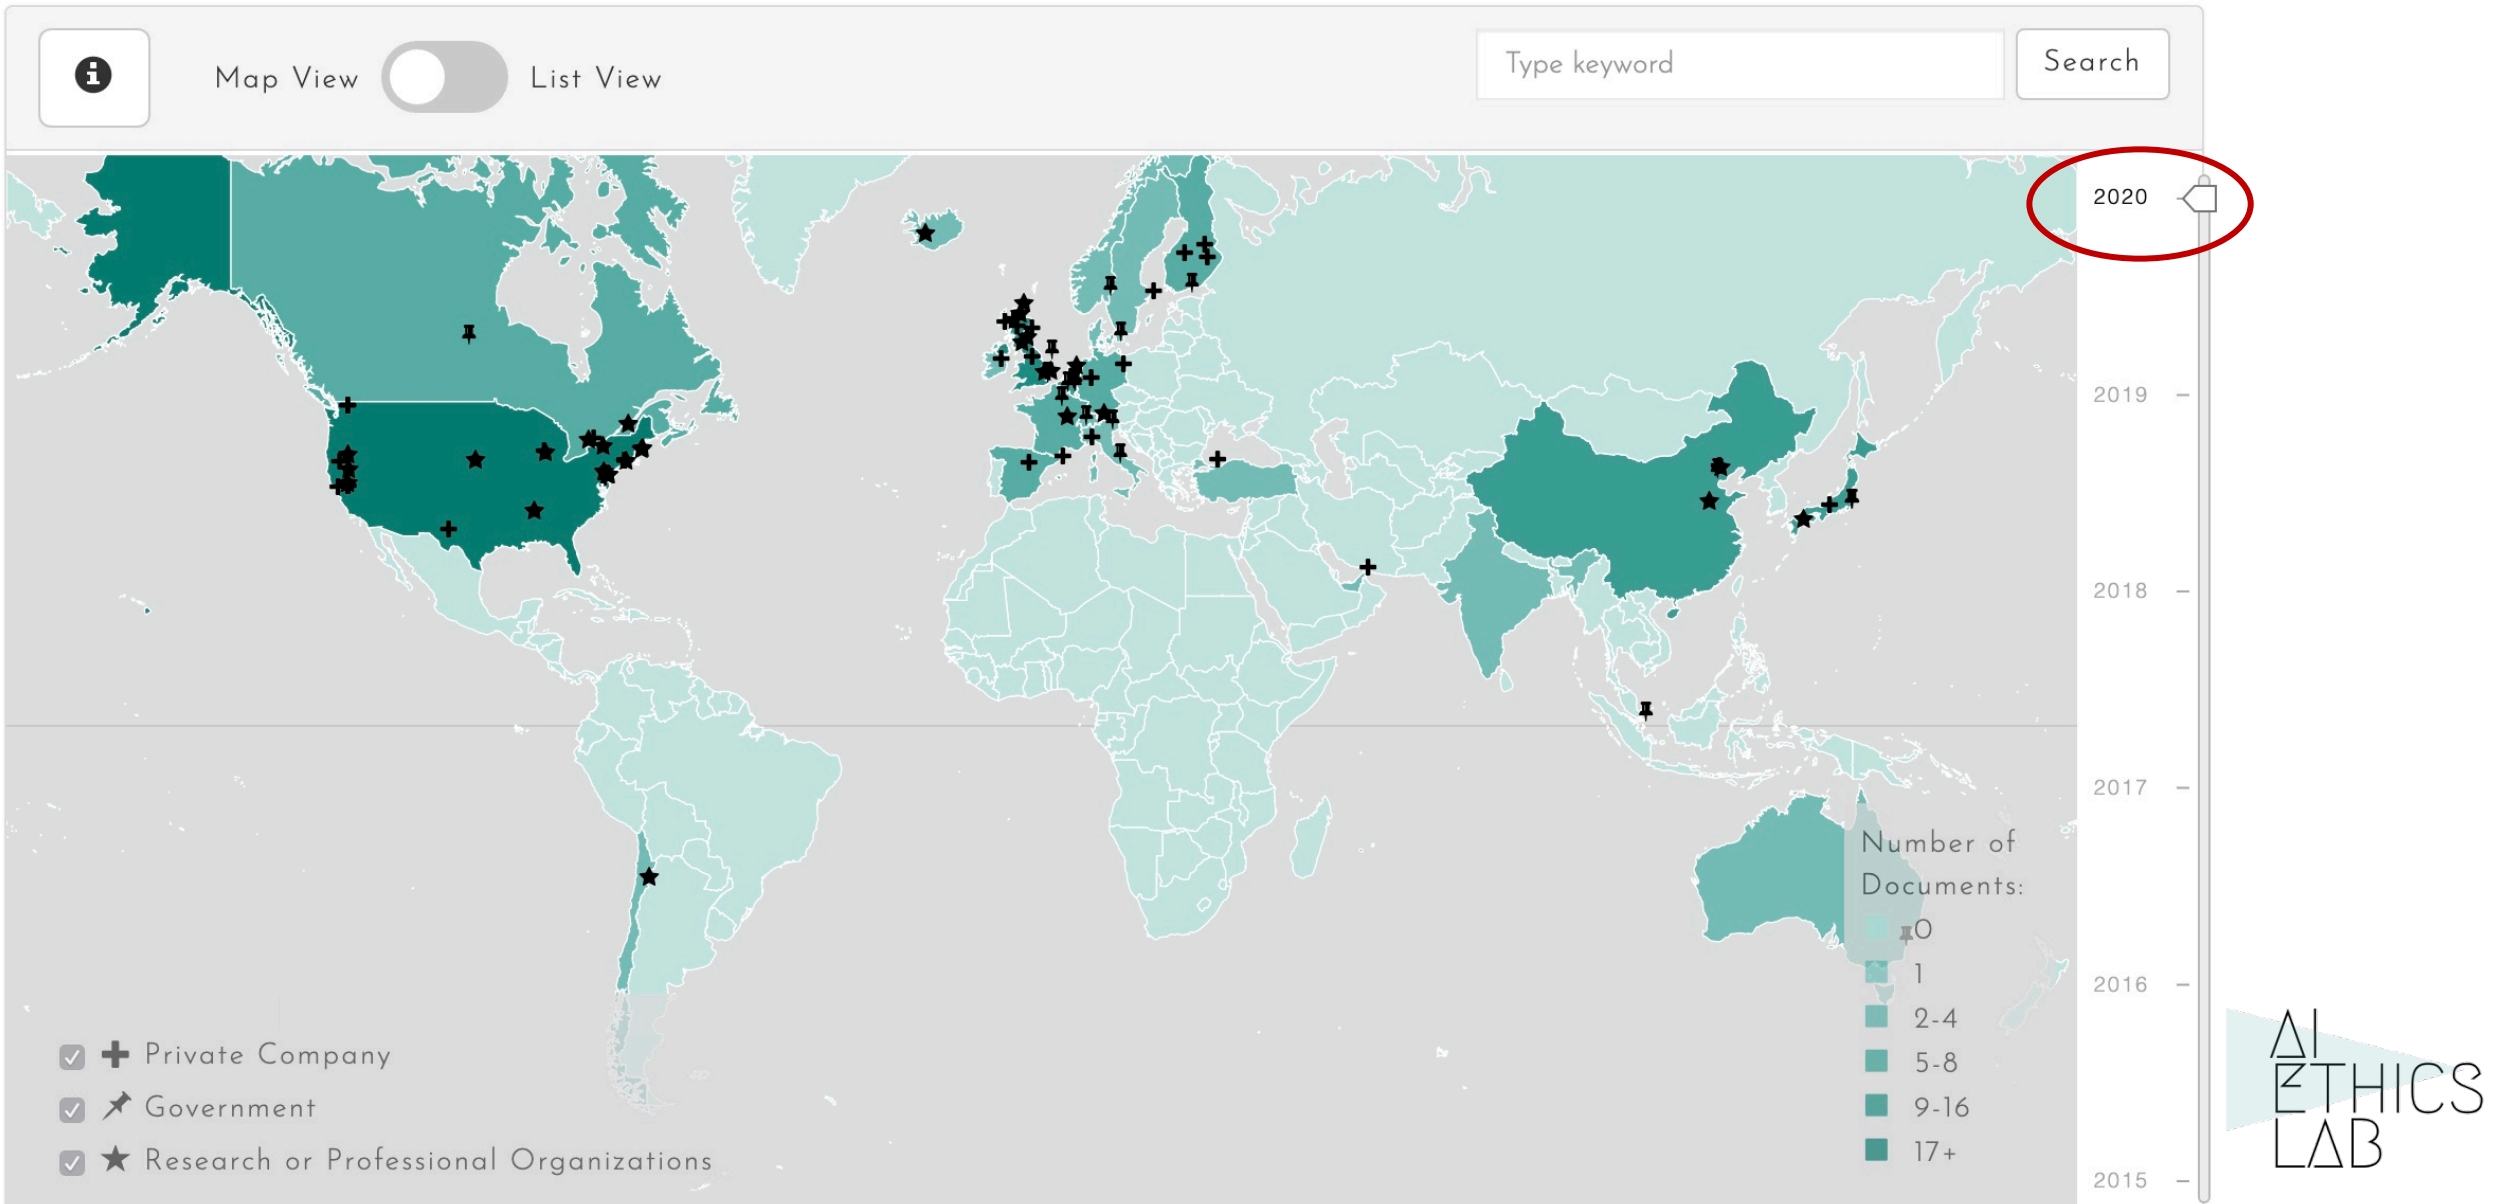 Map View
List View
Type keyword
Search
2020
2019
2018
2017
2016
2015
Number of
Documents:
0
1
2-4
5-8
9-16
17+
Private Company
Government
Research or Professional Organizations
AI
ETHICS
LAB